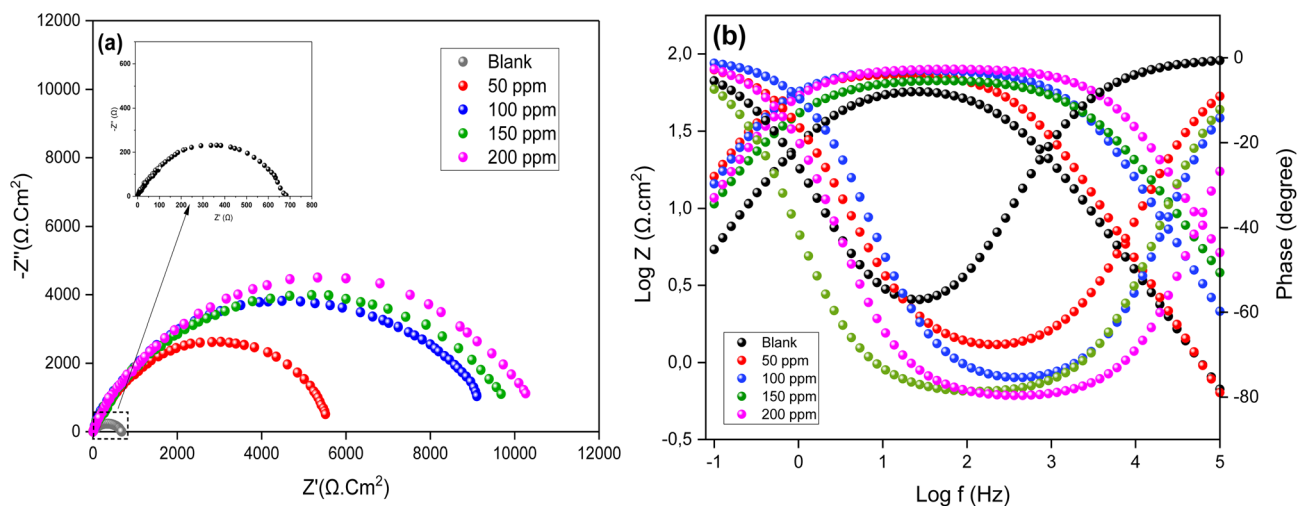 (a)
12000
10000
8000
6000
4000
2000
0
-Z''(Ω.Cm²)
0
2000
4000
6000
8000
10000
12000
Z'(Ω.Cm²)
600
400
200
0
-Z'' (Ω)
0
100
200
300
400
500
600
700
800
Z' (Ω)
Blank
50 ppm
100 ppm
150 ppm
200 ppm
(b)
2,0
1,5
1,0
0,5
0,0
-0,5
Log Z (Ω.cm²)
-1
0
1
2
3
4
5
Log f (Hz)
0
-20
-40
-60
-80
Phase (degree)
Blank
50 ppm
100 ppm
150 ppm
200 ppm